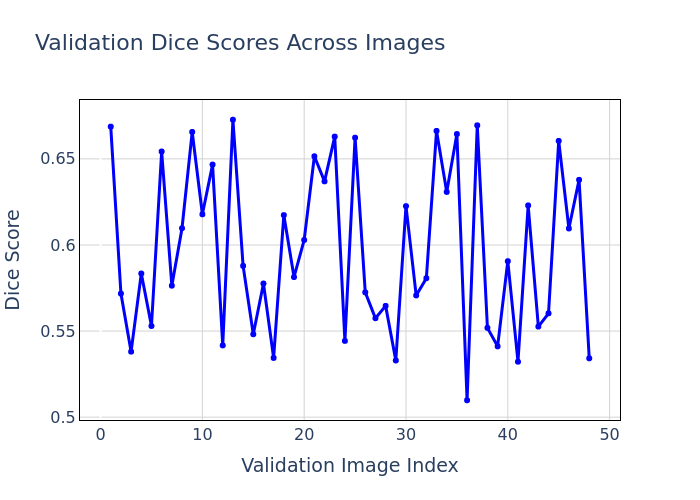 Validation Dice Scores Across Images
Dice Score
0.65
0.6
0.55
0.5
0 10 20 30 40 50
Validation Image Index